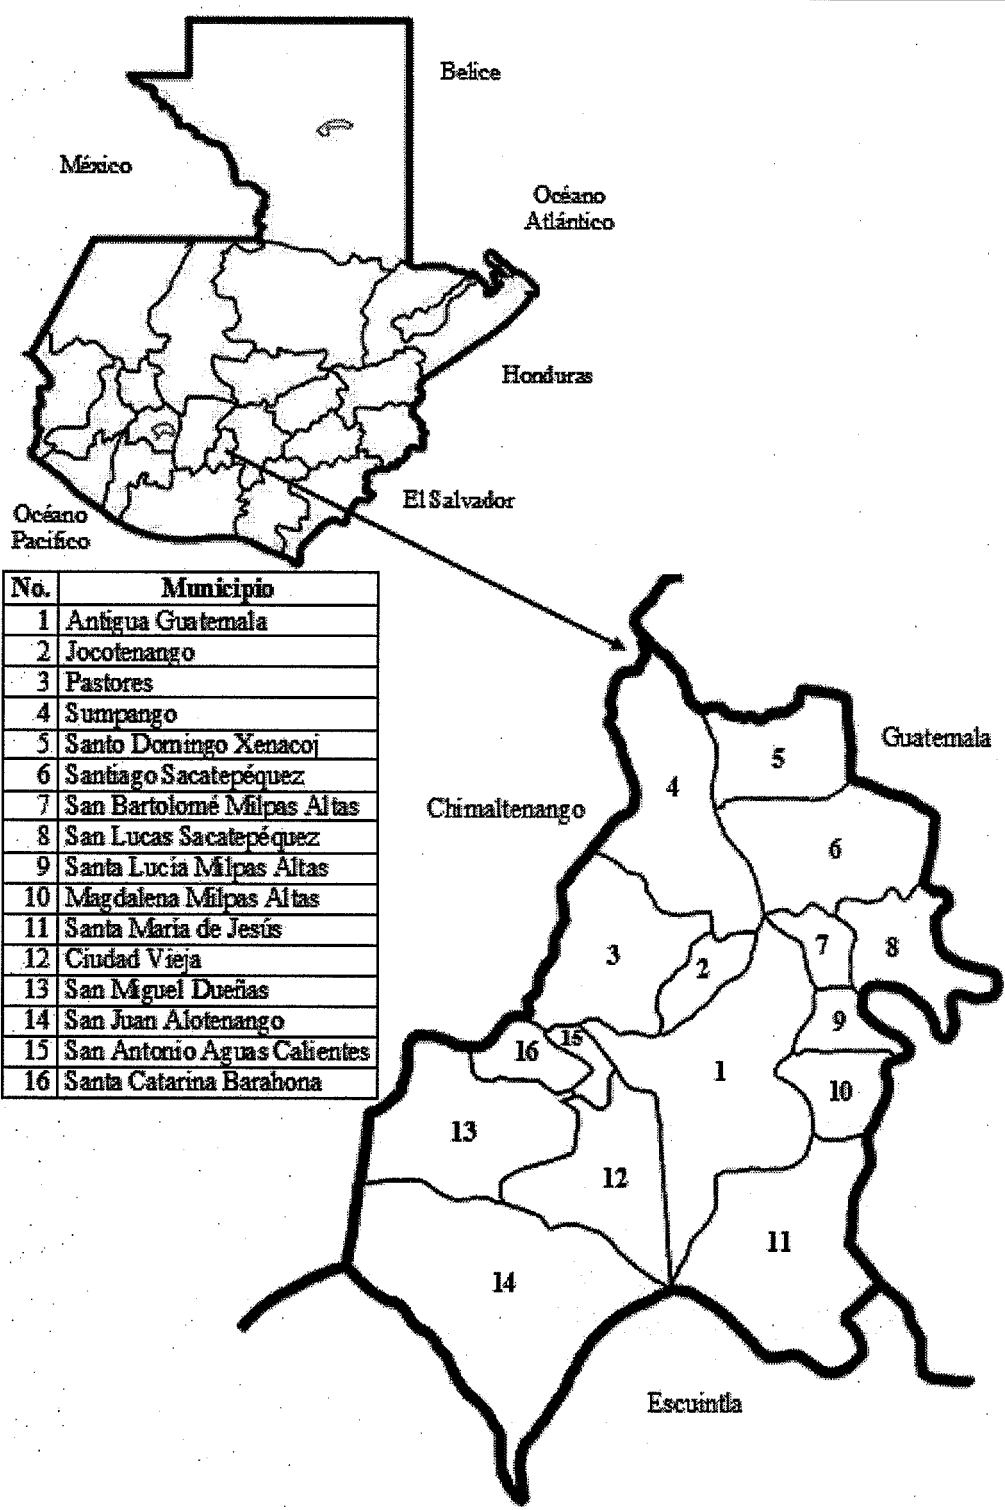 Belice
México
Océano
Atlántico
Honduras
El Salvador
Océano
Pacífico
No. Municipio
1 Antigua Guatemala
2 Jocotenango
3 Pastores
4 Sumpango
5 Santo Domingo Xenacoj
6 Santiago Sacatepéquez
7 San Bartolomé Milpas Altas
8 San Lucas Sacatepéquez
9 Santa Lucía Milpas Altas
10 Magdalena Milpas Altas
11 Santa María de Jesús
12 Ciudad Vieja
13 San Miguel Dueñas
14 San Juan Alotenango
15 San Antonio Aguas Calientes
16 Santa Catarina Barahona
Guatemala
Chimaltenango
5
4
6
7
8
3
2
9
15
16
1
10
13
12
11
14
Escuintla